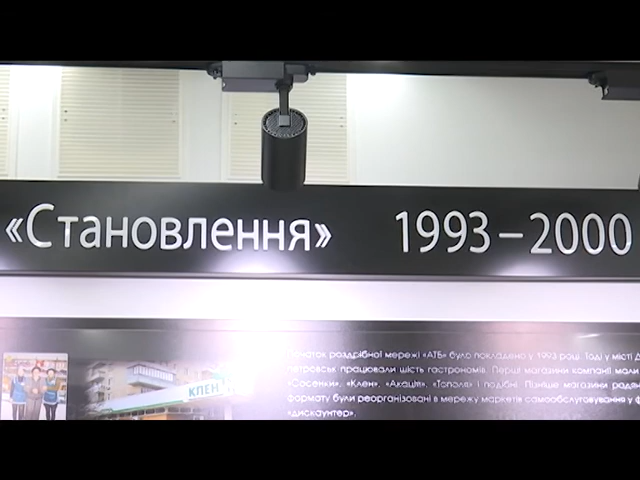 «Становлення» 1993–2000
Початок роздрібної мережі «АТБ» було покладено у 1993 році. Тоді у місті Д
петровськ працювали шість гастрономів. Перші магазини компанії мали
«Сосенки», «Клен», «Акація», «Тополя» і подібні. Пізніше магазини радян
формату були реорганізовані в мережу маркетів самообслуговування у ф
«дискаунтер».
КЛЕН